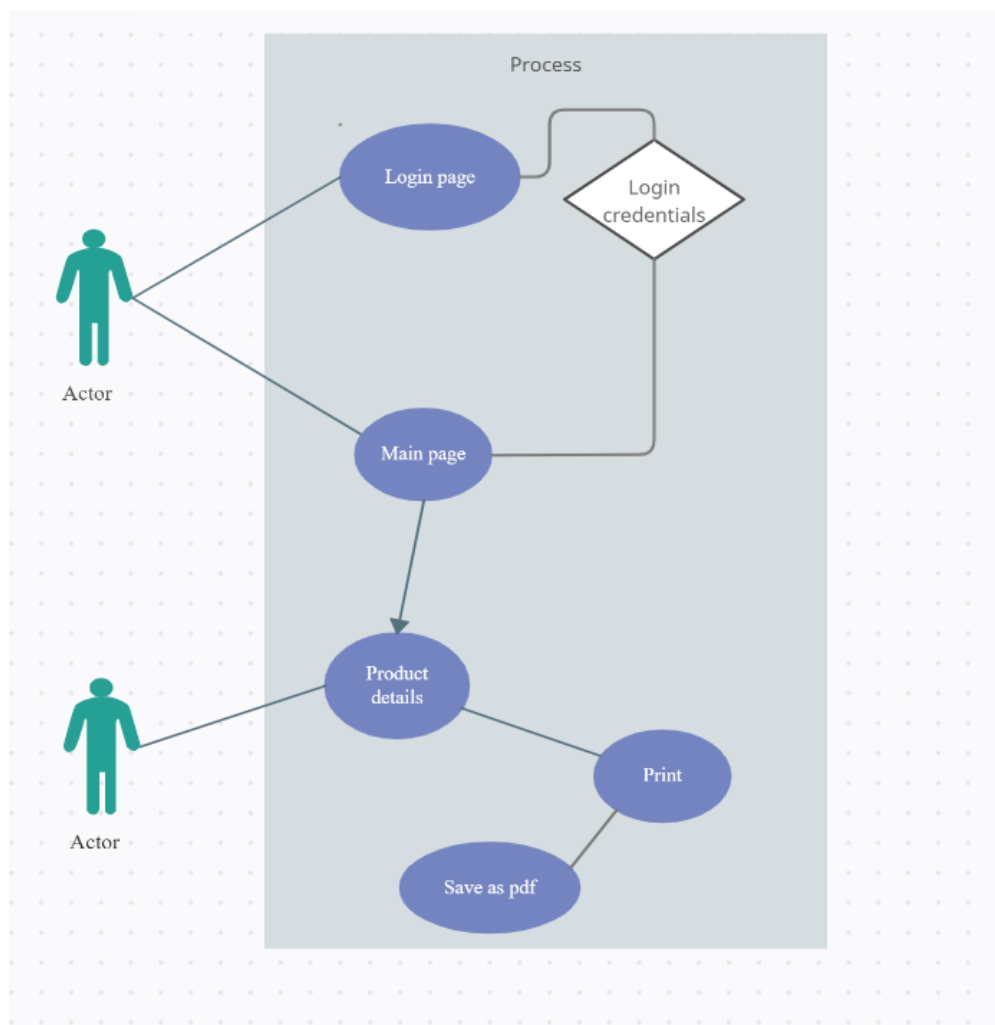 Process
Login page
Login
credentials
Actor
Main page
Product
details
Print
Actor
Save as pdf